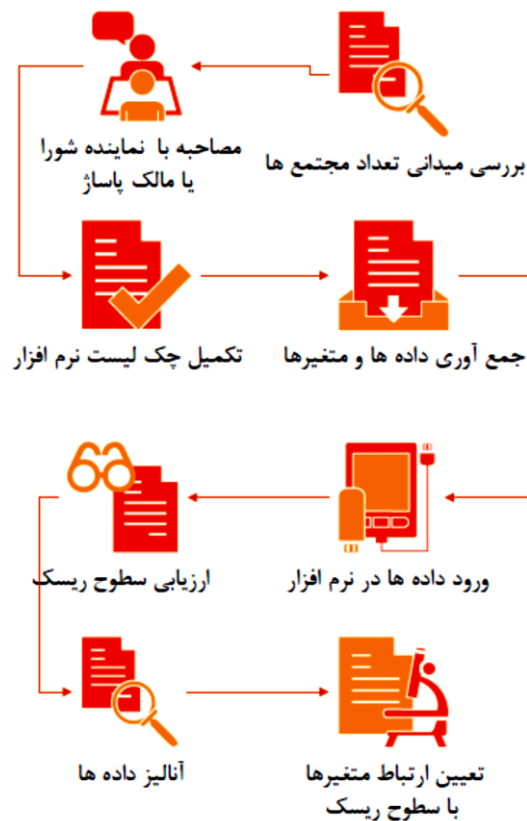 بررسی میدانی تعداد مجتمع ها
مصاحبه با نماینده شورا
یا مالک پاساژ
تکمیل چک لیست نرم افزار
جمع آوری داده ها و متغیرها
ورود داده ها در نرم افزار
ارزیابی سطوح ریسک
آنالیز داده ها
تعیین ارتباط متغیرها
با سطوح ریسک